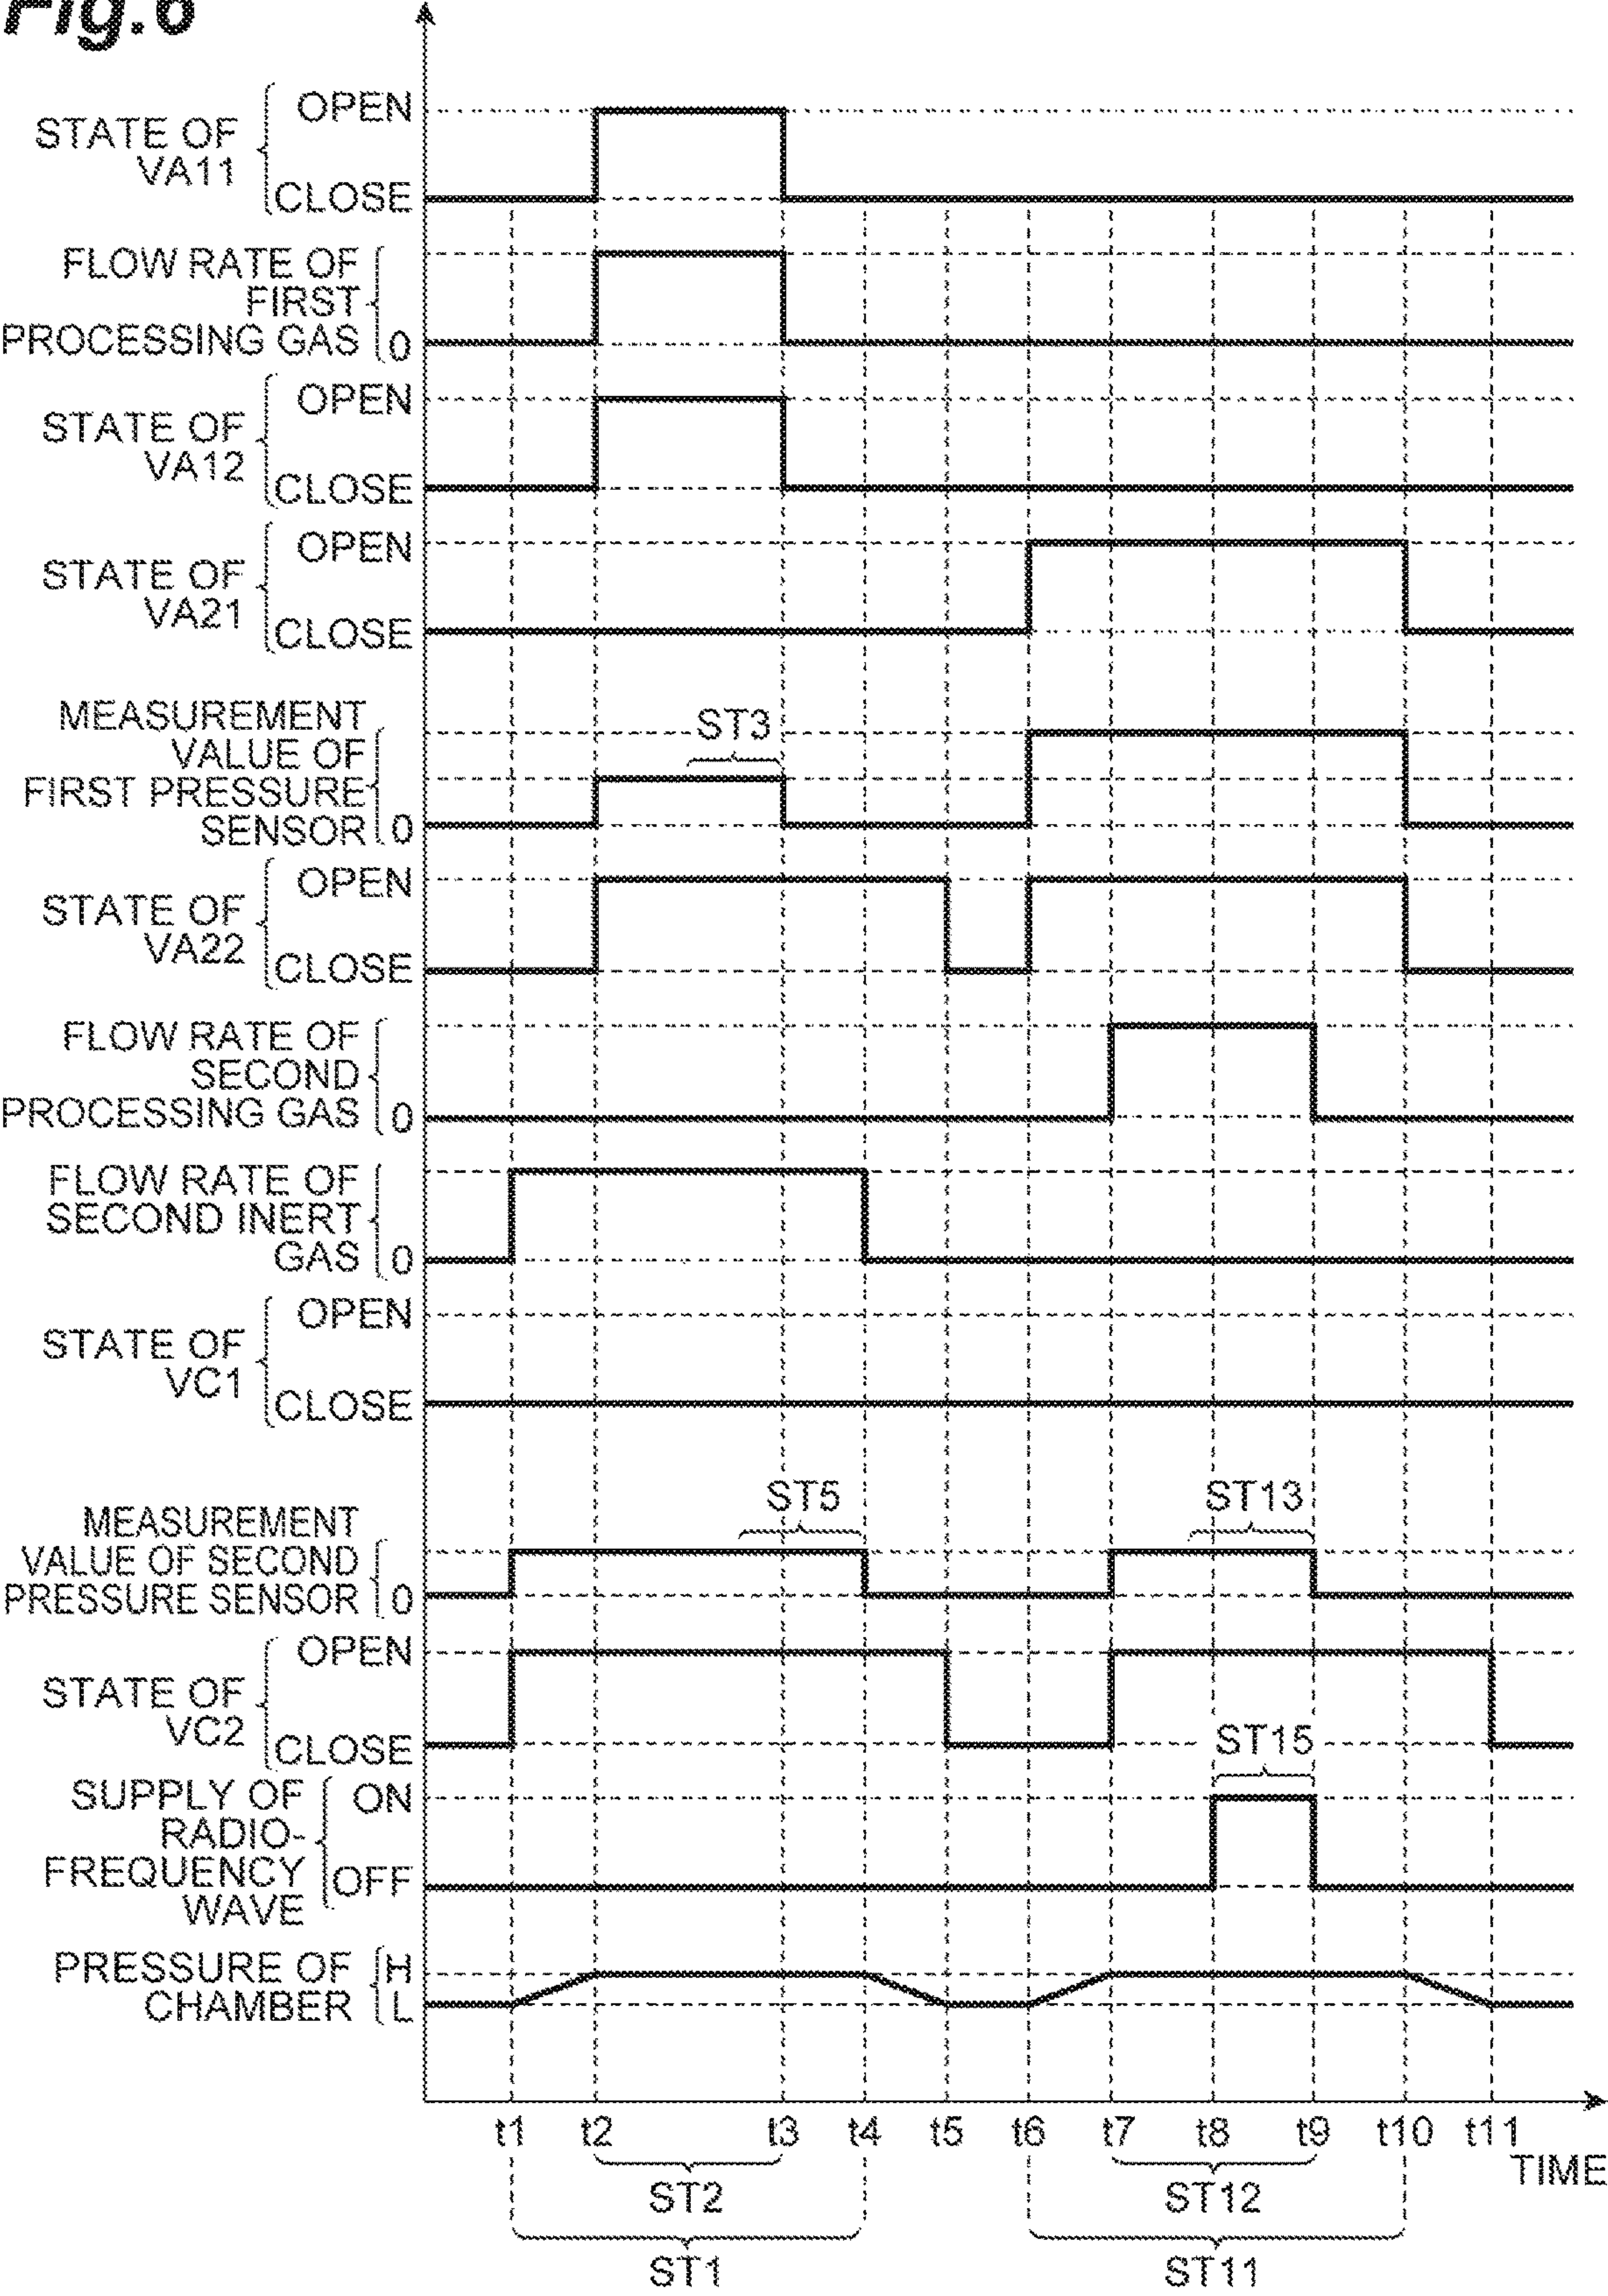 Fig.6
STATE OF
VA11
OPEN
CLOSE
FLOW RATE OF
FIRST
PROCESSING GAS
0
STATE OF
VA12
OPEN
CLOSE
STATE OF
VA21
OPEN
CLOSE
MEASUREMENT
VALUE OF
FIRST PRESSURE
SENSOR
0
ST3
STATE OF
VA22
OPEN
CLOSE
FLOW RATE OF
SECOND
PROCESSING GAS
0
FLOW RATE OF
SECOND INERT
GAS
0
STATE OF
VC1
OPEN
CLOSE
MEASUREMENT
VALUE OF SECOND
PRESSURE SENSOR
0
ST5
ST13
STATE OF
VC2
OPEN
CLOSE
ST15
SUPPLY OF
RADIO-
FREQUENCY
WAVE
ON
OFF
PRESSURE OF
CHAMBER
H
L
t1 t2 t3 t4 t5 t6 t7 t8 t9 t10 t11
TIME
ST2 ST12
ST1 ST11